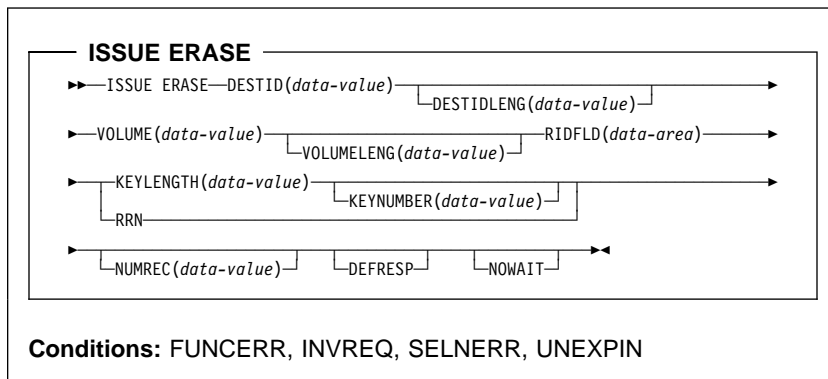 ISSUE ERASE
ISSUE ERASE DESTID(data-value)
DESTIDLENG(data-value)
VOLUME(data-value) RIDFLD(data-area)
VOLUMELENG(data-value)
KEYLENGTH(data-value)
KEYNUMBER(data-value)
RRN
NUMREC(data-value) DEFRESP NOWAIT
Conditions: FUNCERR, INVREQ, SELNERR, UNEXPIN